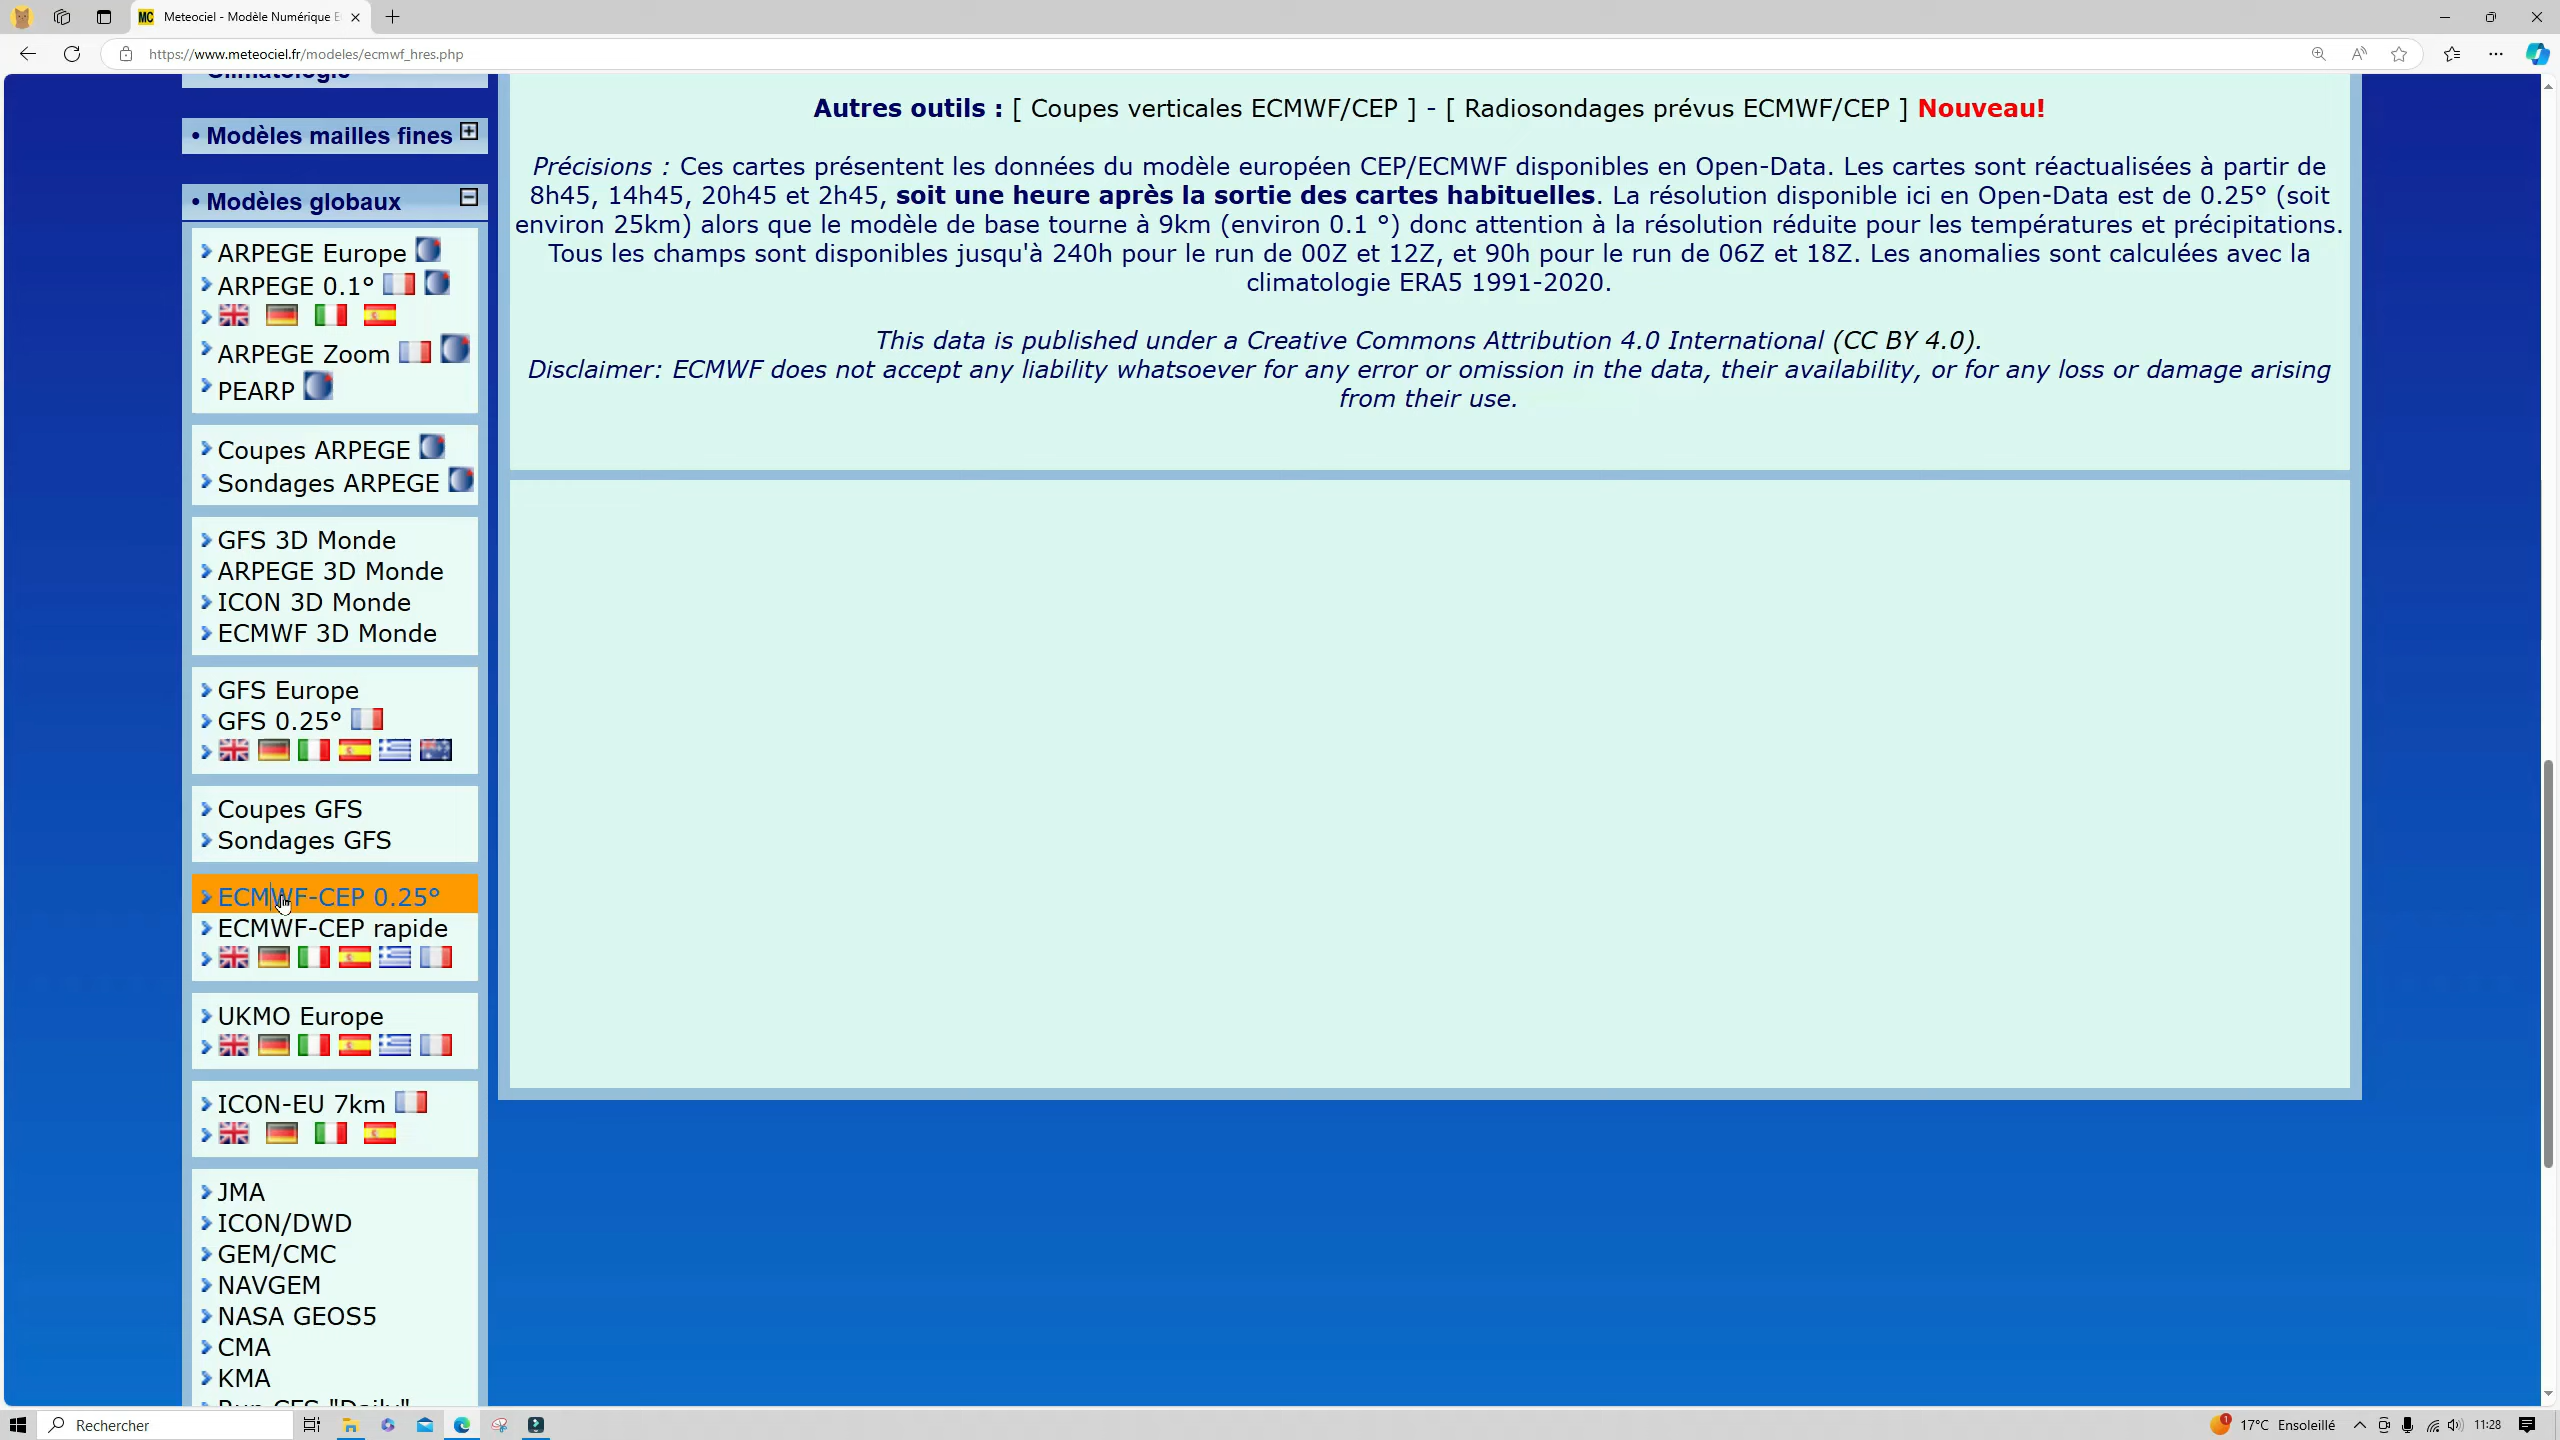 Meteociel - Modèle Numérique E
https://www.meteociel.fr/modeles/ecmwf_hres.php
Climatologie
• Modèles mailles fines
• Modèles globaux
ARPEGE Europe
ARPEGE 0.1°
ARPEGE Zoom
PEARP
Coupes ARPEGE
Sondages ARPEGE
GFS 3D Monde
ARPEGE 3D Monde
ICON 3D Monde
ECMWF 3D Monde
GFS Europe
GFS 0.25°
Coupes GFS
Sondages GFS
ECMWF-CEP 0.25°
ECMWF-CEP rapide
UKMO Europe
ICON-EU 7km
JMA
ICON/DWD
GEM/CMC
NAVGEM
NASA GEOS5
CMA
KMA
Run GFS "Daily"
Autres outils : [ Coupes verticales ECMWF/CEP ] - [ Radiosondages prévus ECMWF/CEP ] Nouveau!
Précisions : Ces cartes présentent les données du modèle européen CEP/ECMWF disponibles en Open-Data. Les cartes sont réactualisées à partir de
8h45, 14h45, 20h45 et 2h45, soit une heure après la sortie des cartes habituelles. La résolution disponible ici en Open-Data est de 0.25° (soit
environ 25km) alors que le modèle de base tourne à 9km (environ 0.1 °) donc attention à la résolution réduite pour les températures et précipitations.
Tous les champs sont disponibles jusqu'à 240h pour le run de 00Z et 12Z, et 90h pour le run de 06Z et 18Z. Les anomalies sont calculées avec la
climatologie ERA5 1991-2020.
This data is published under a Creative Commons Attribution 4.0 International (CC BY 4.0).
Disclaimer: ECMWF does not accept any liability whatsoever for any error or omission in the data, their availability, or for any loss or damage arising
from their use.
Rechercher
17°C Ensoleillé
11:28